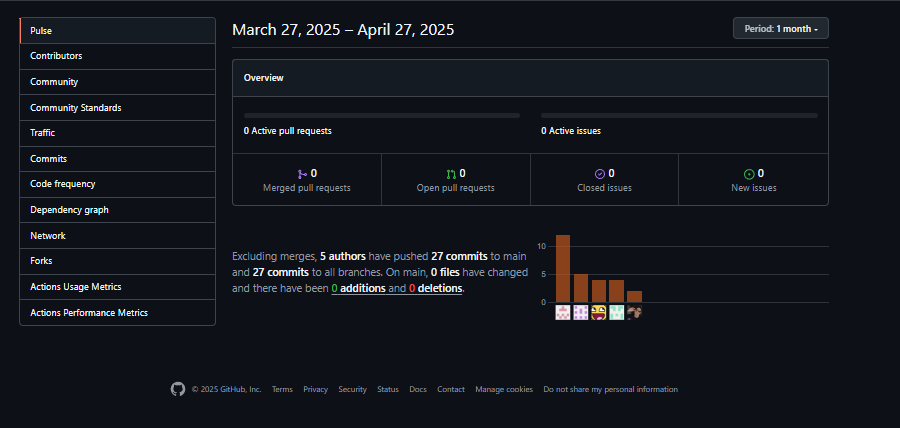 Pulse
Contributors
Community
Community Standards
Traffic
Commits
Code frequency
Dependency graph
Network
Forks
Actions Usage Metrics
Actions Performance Metrics
March 27, 2025 – April 27, 2025
Period: 1 month
Overview
0 Active pull requests
0 Active issues
0
Merged pull requests
0
Open pull requests
0
Closed issues
0
New issues
Excluding merges, 5 authors have pushed 27 commits to main
and 27 commits to all branches. On main, 0 files have changed
and there have been 0 additions and 0 deletions.
10
5
0
© 2025 GitHub, Inc. Terms Privacy Security Status Docs Contact Manage cookies Do not share my personal information